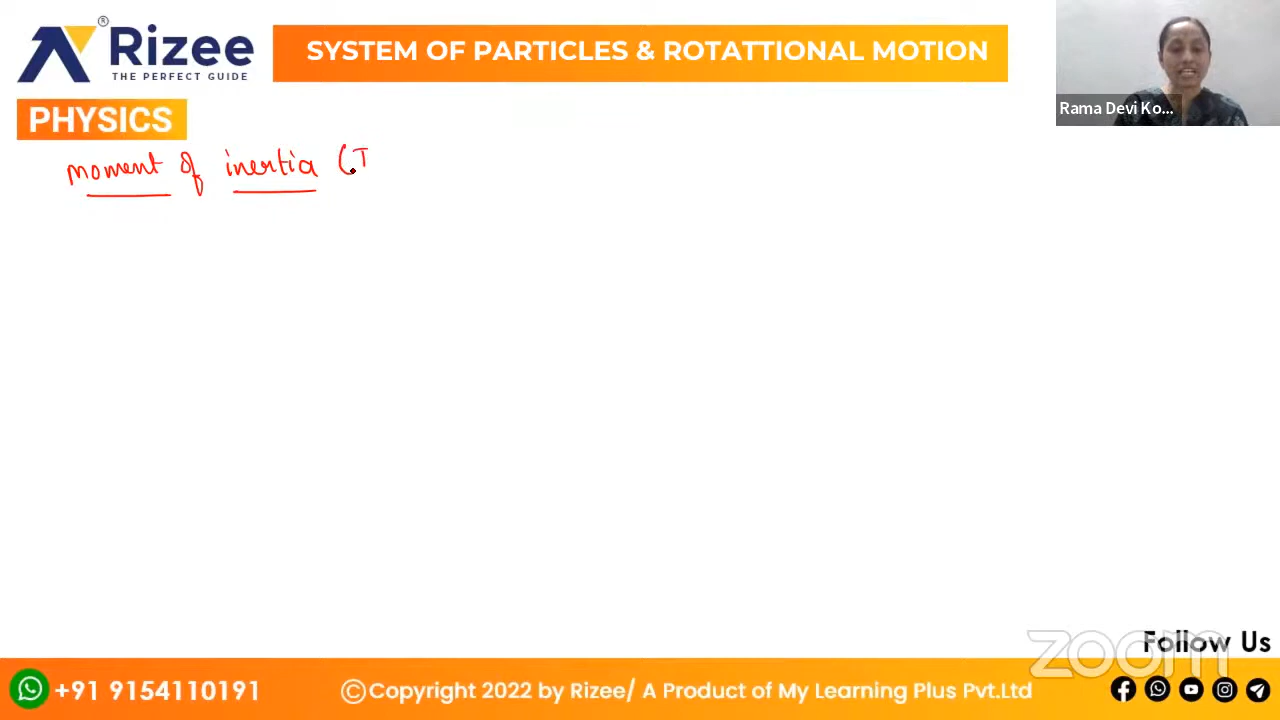 Rizee®
THE PERFECT GUIDE
SYSTEM OF PARTICLES & ROTATTIONAL MOTION
Rama Devi Ko...
PHYSICS
moment of inertia (I
Follow Us
zoom
+91 9154110191
©Copyright 2022 by Rizee/ A Product of My Learning Plus Pvt.Ltd